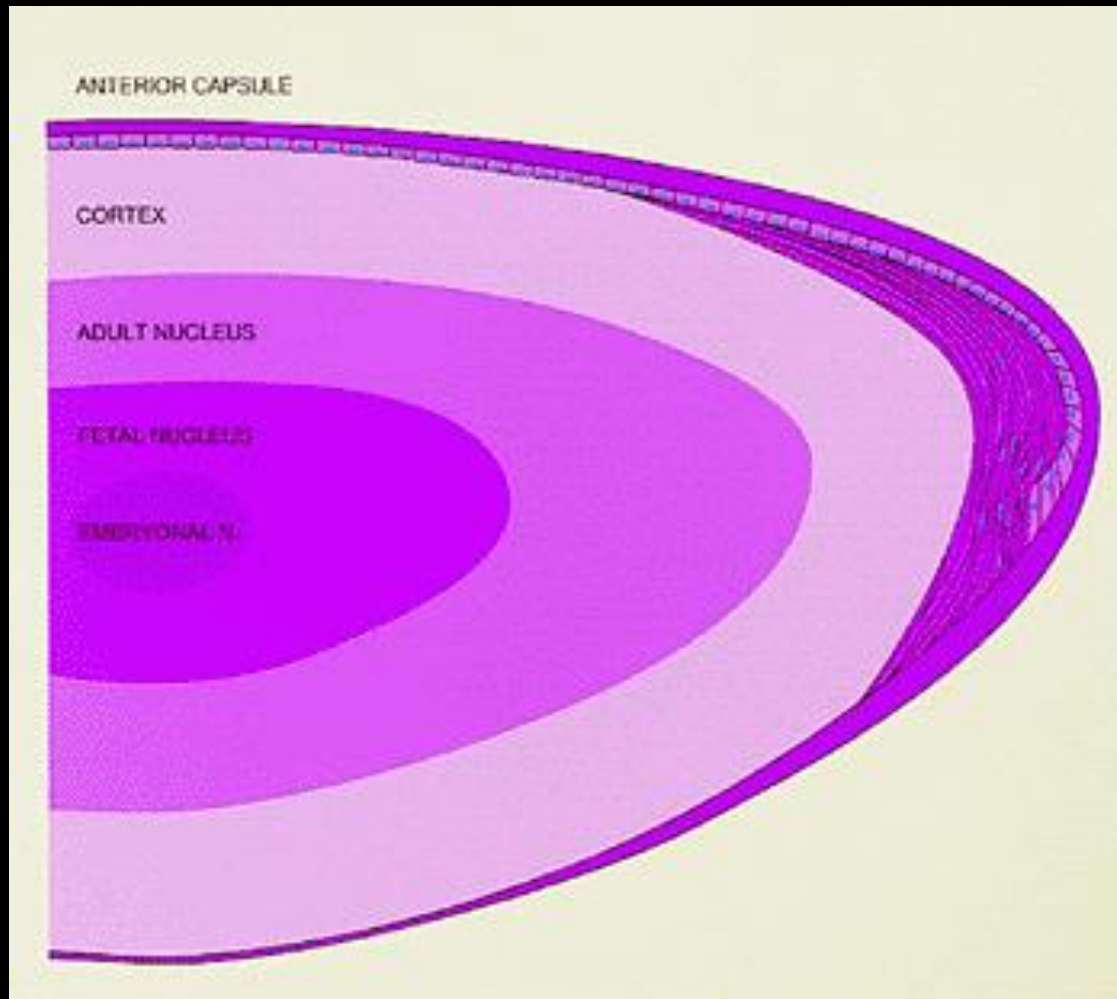 ANTERIOR CAPSULE
CORTEX
ADULT NUCLEUS
FETAL NUCLEUS
EMBRYONAL N.